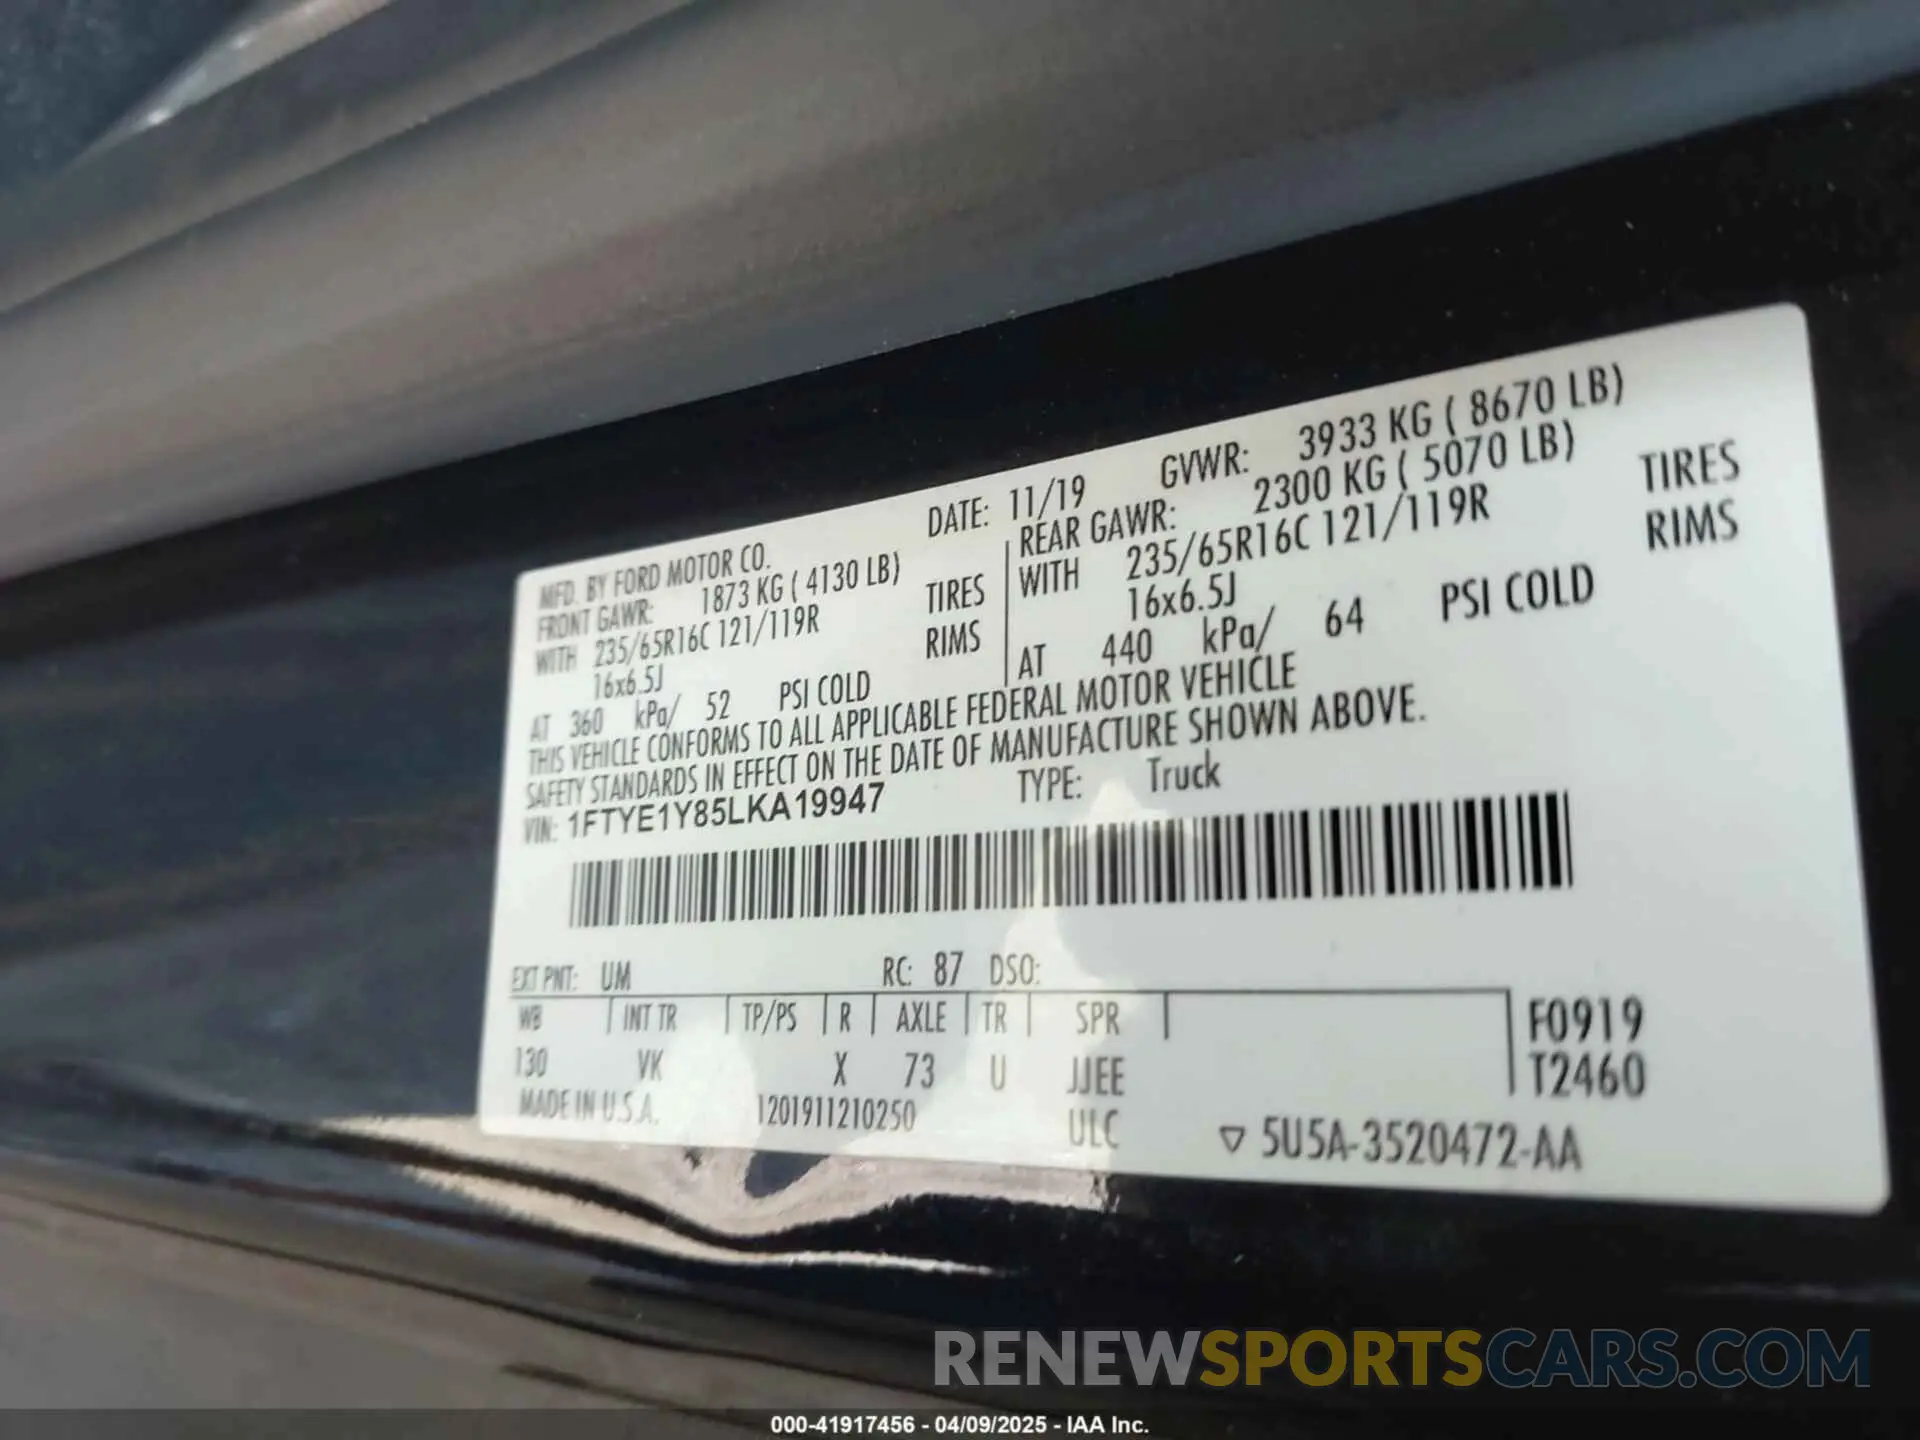 MFD. BY FORD MOTOR CO. DATE: 11/19 GVWR: 3933 KG ( 8670 LB)
FRONT GAWR: 1873 KG ( 4130 LB) REAR GAWR: 2300 KG ( 5070 LB)
WITH 235/65R16C 121/119R TIRES WITH 235/65R16C 121/119R TIRES
16x6.5J RIMS 16x6.5J RIMS
AT 360 kPa/ 52 PSI COLD AT 440 kPa/ 64 PSI COLD
THIS VEHICLE CONFORMS TO ALL APPLICABLE FEDERAL MOTOR VEHICLE
SAFETY STANDARDS IN EFFECT ON THE DATE OF MANUFACTURE SHOWN ABOVE.
VIN: 1FTYE1Y85LKA19947 TYPE: Truck
EXT PNT: UM RC: 87 DSO:
WB INT TR TP/PS R AXLE TR SPR F0919
130 VK X 73 U JJEE T2460
MADE IN U.S.A. 1201911210250 ULC ▽ 5U5A-3520472-AA
RENEWSPORTSCARS.COM
000-41917456 - 04/09/2025 - IAA Inc.